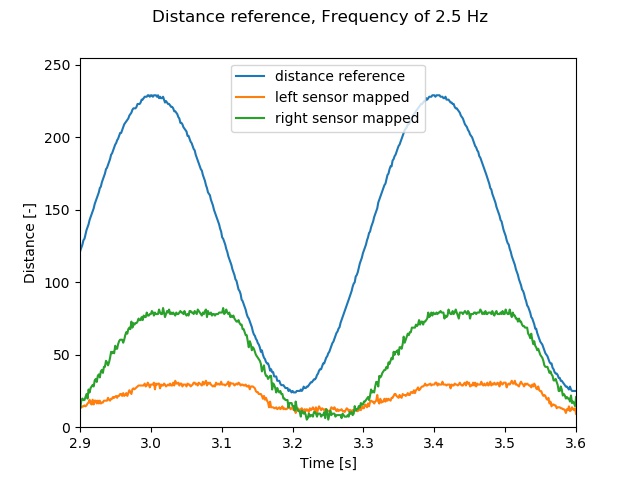 Distance reference, Frequency of 2.5 Hz
250
200
150
100
50
0
Distance [-]
distance reference
left sensor mapped
right sensor mapped
2.9 3.0 3.1 3.2 3.3 3.4 3.5 3.6
Time [s]